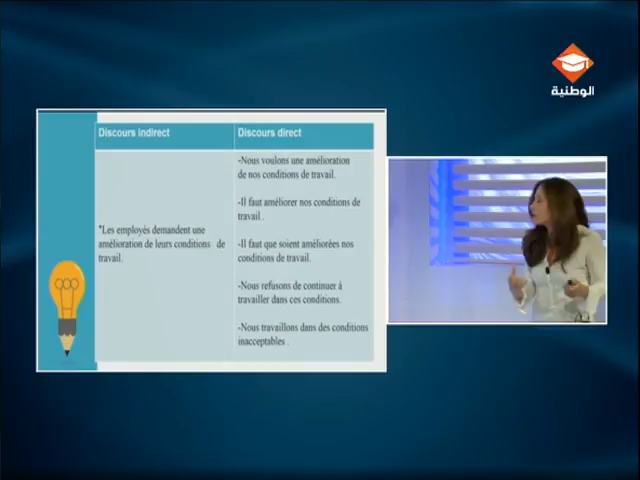 الوطنية
Discours indirect
Discours direct
*Les employés demandent une
amélioration de leurs conditions de
travail.
-Nous voulons une amélioration
de nos conditions de travail.
-Il faut améliorer nos conditions de
travail .
-Il faut que soient améliorées nos
conditions de travail.
-Nous refusons de continuer à
travailler dans ces conditions.
-Nous travaillons dans des conditions
inacceptables .